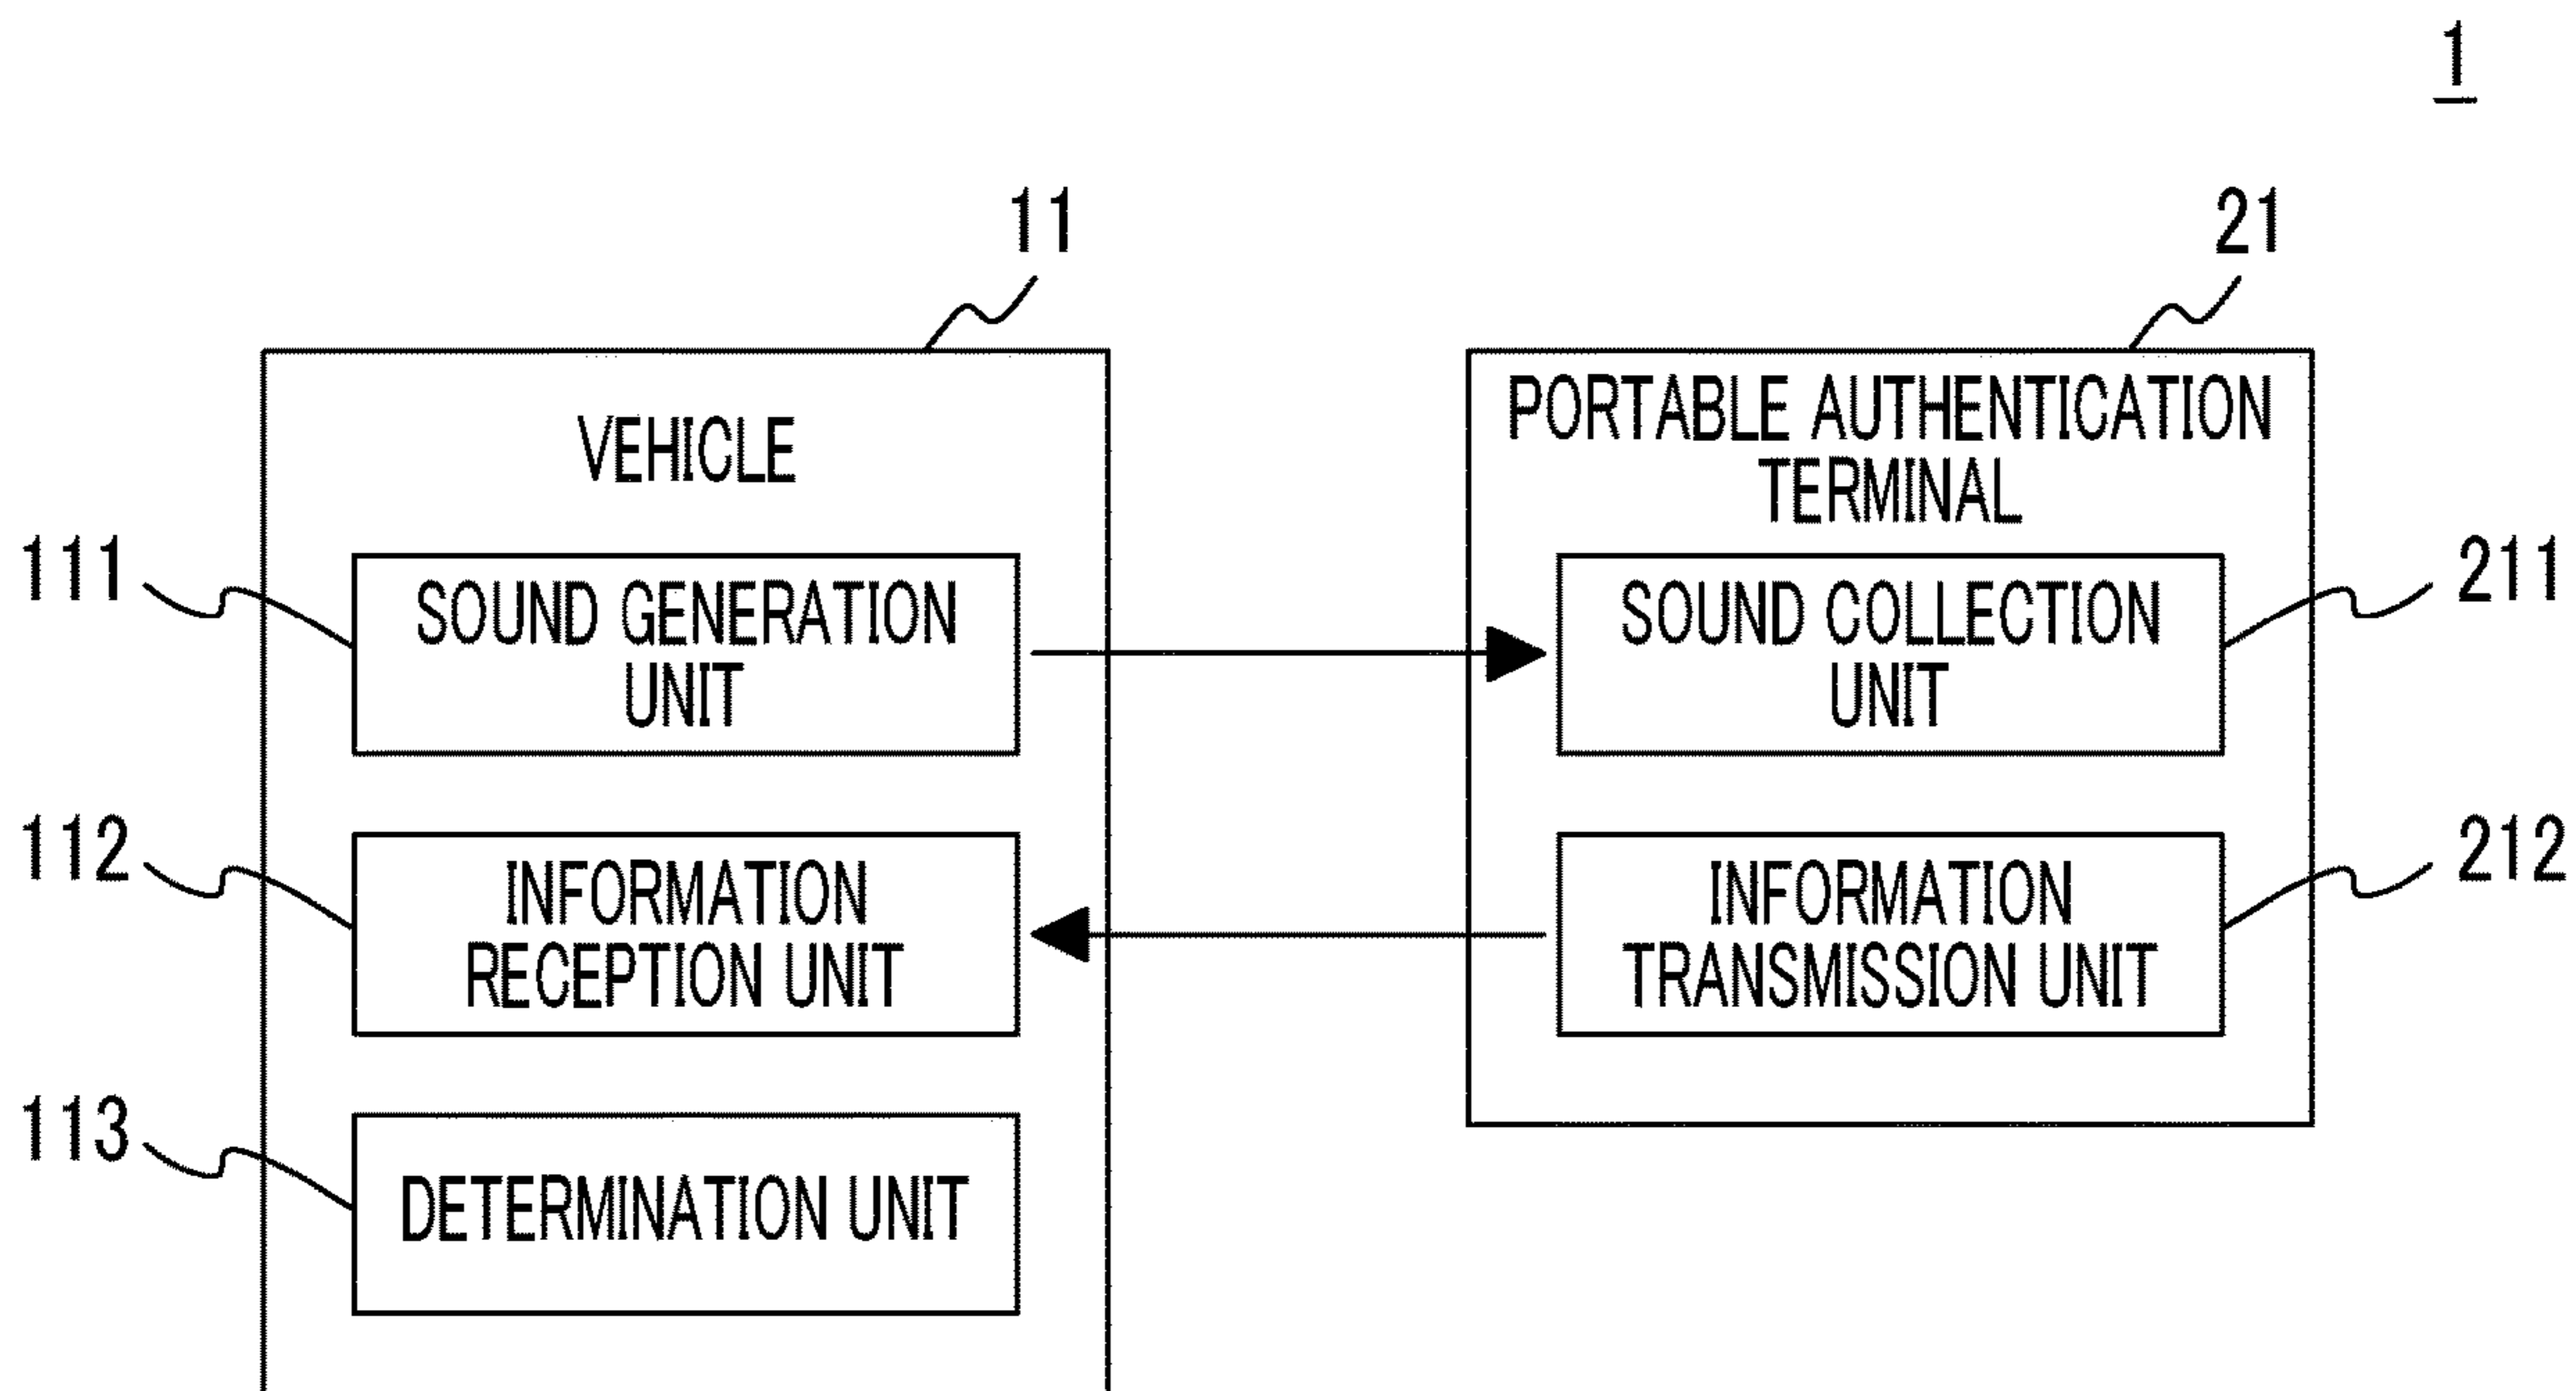 1
11
21
VEHICLE
PORTABLE AUTHENTICATION
TERMINAL
111
SOUND GENERATION
UNIT
SOUND COLLECTION
UNIT
211
112
INFORMATION
RECEPTION UNIT
INFORMATION
TRANSMISSION UNIT
212
113
DETERMINATION UNIT